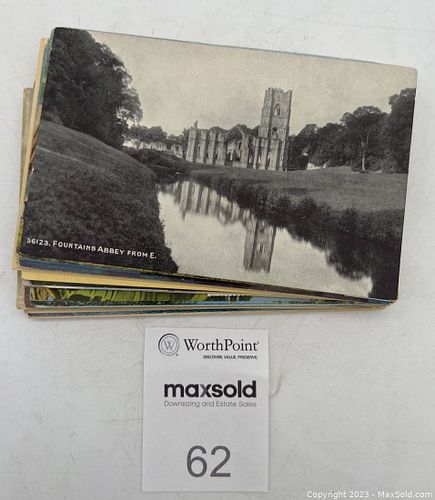 36123. FOUNTAINS ABBEY FROM E.
W WorthPoint®
DISCOVER. VALUE. PRESERVE.
maxsold
Downsizing and Estate Sales
62
Copyright 2023 - MaxSold.com